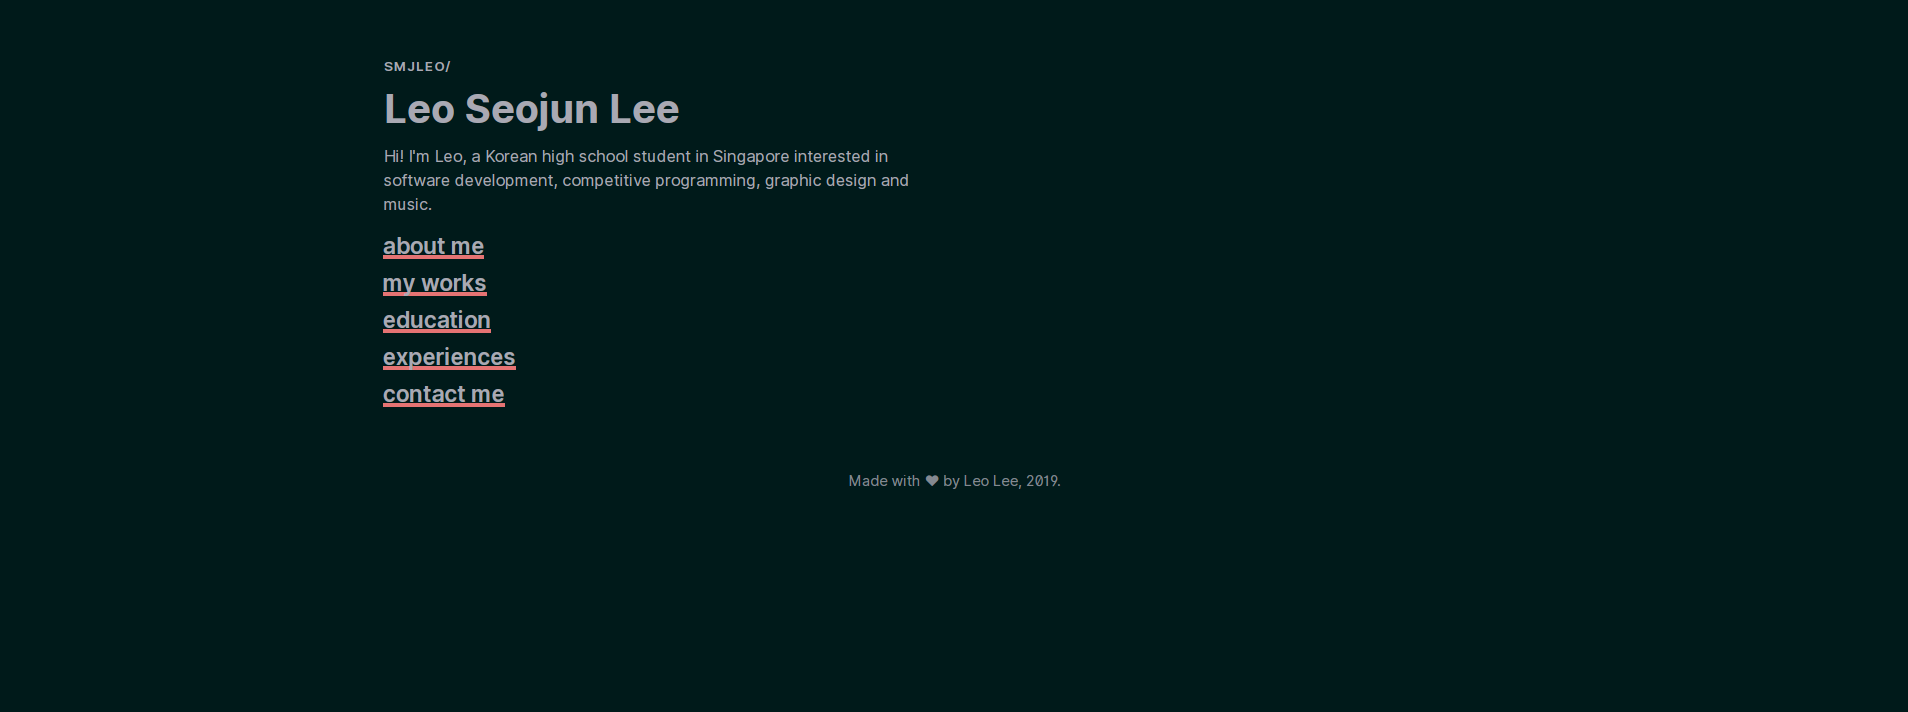 SMJLEO/
Leo Seojun Lee
Hi! I'm Leo, a Korean high school student in Singapore interested in
software development, competitive programming, graphic design and
music.
about me
my works
education
experiences
contact me
Made with ♥ by Leo Lee, 2019.